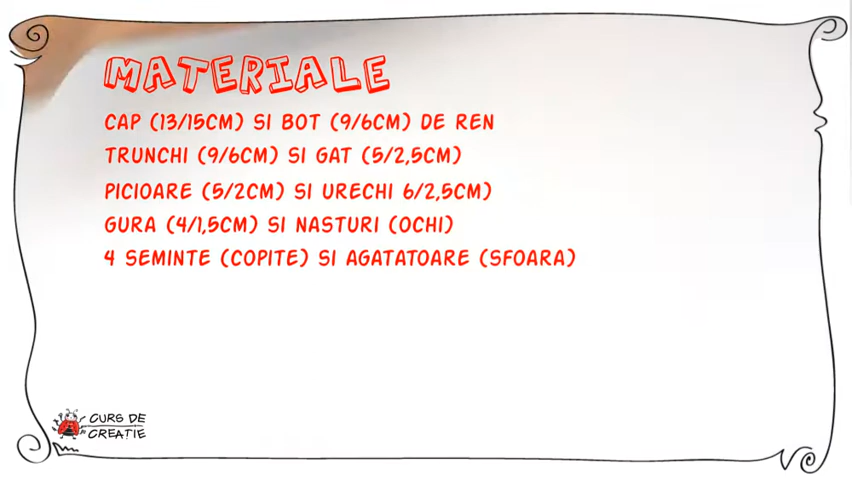 MATERIALE
CAP (13/15CM) SI BOT (9/6CM) DE REN
TRUNCHI (9/6CM) SI GAT (5/2,5CM)
PICIOARE (5/2CM) SI URECHI 6/2,5CM)
GURA (4/1,5CM) SI NASTURI (OCHI)
4 SEMINTE (COPITE) SI AGATATOARE (SFOARA)
CURS DE
CREATIE